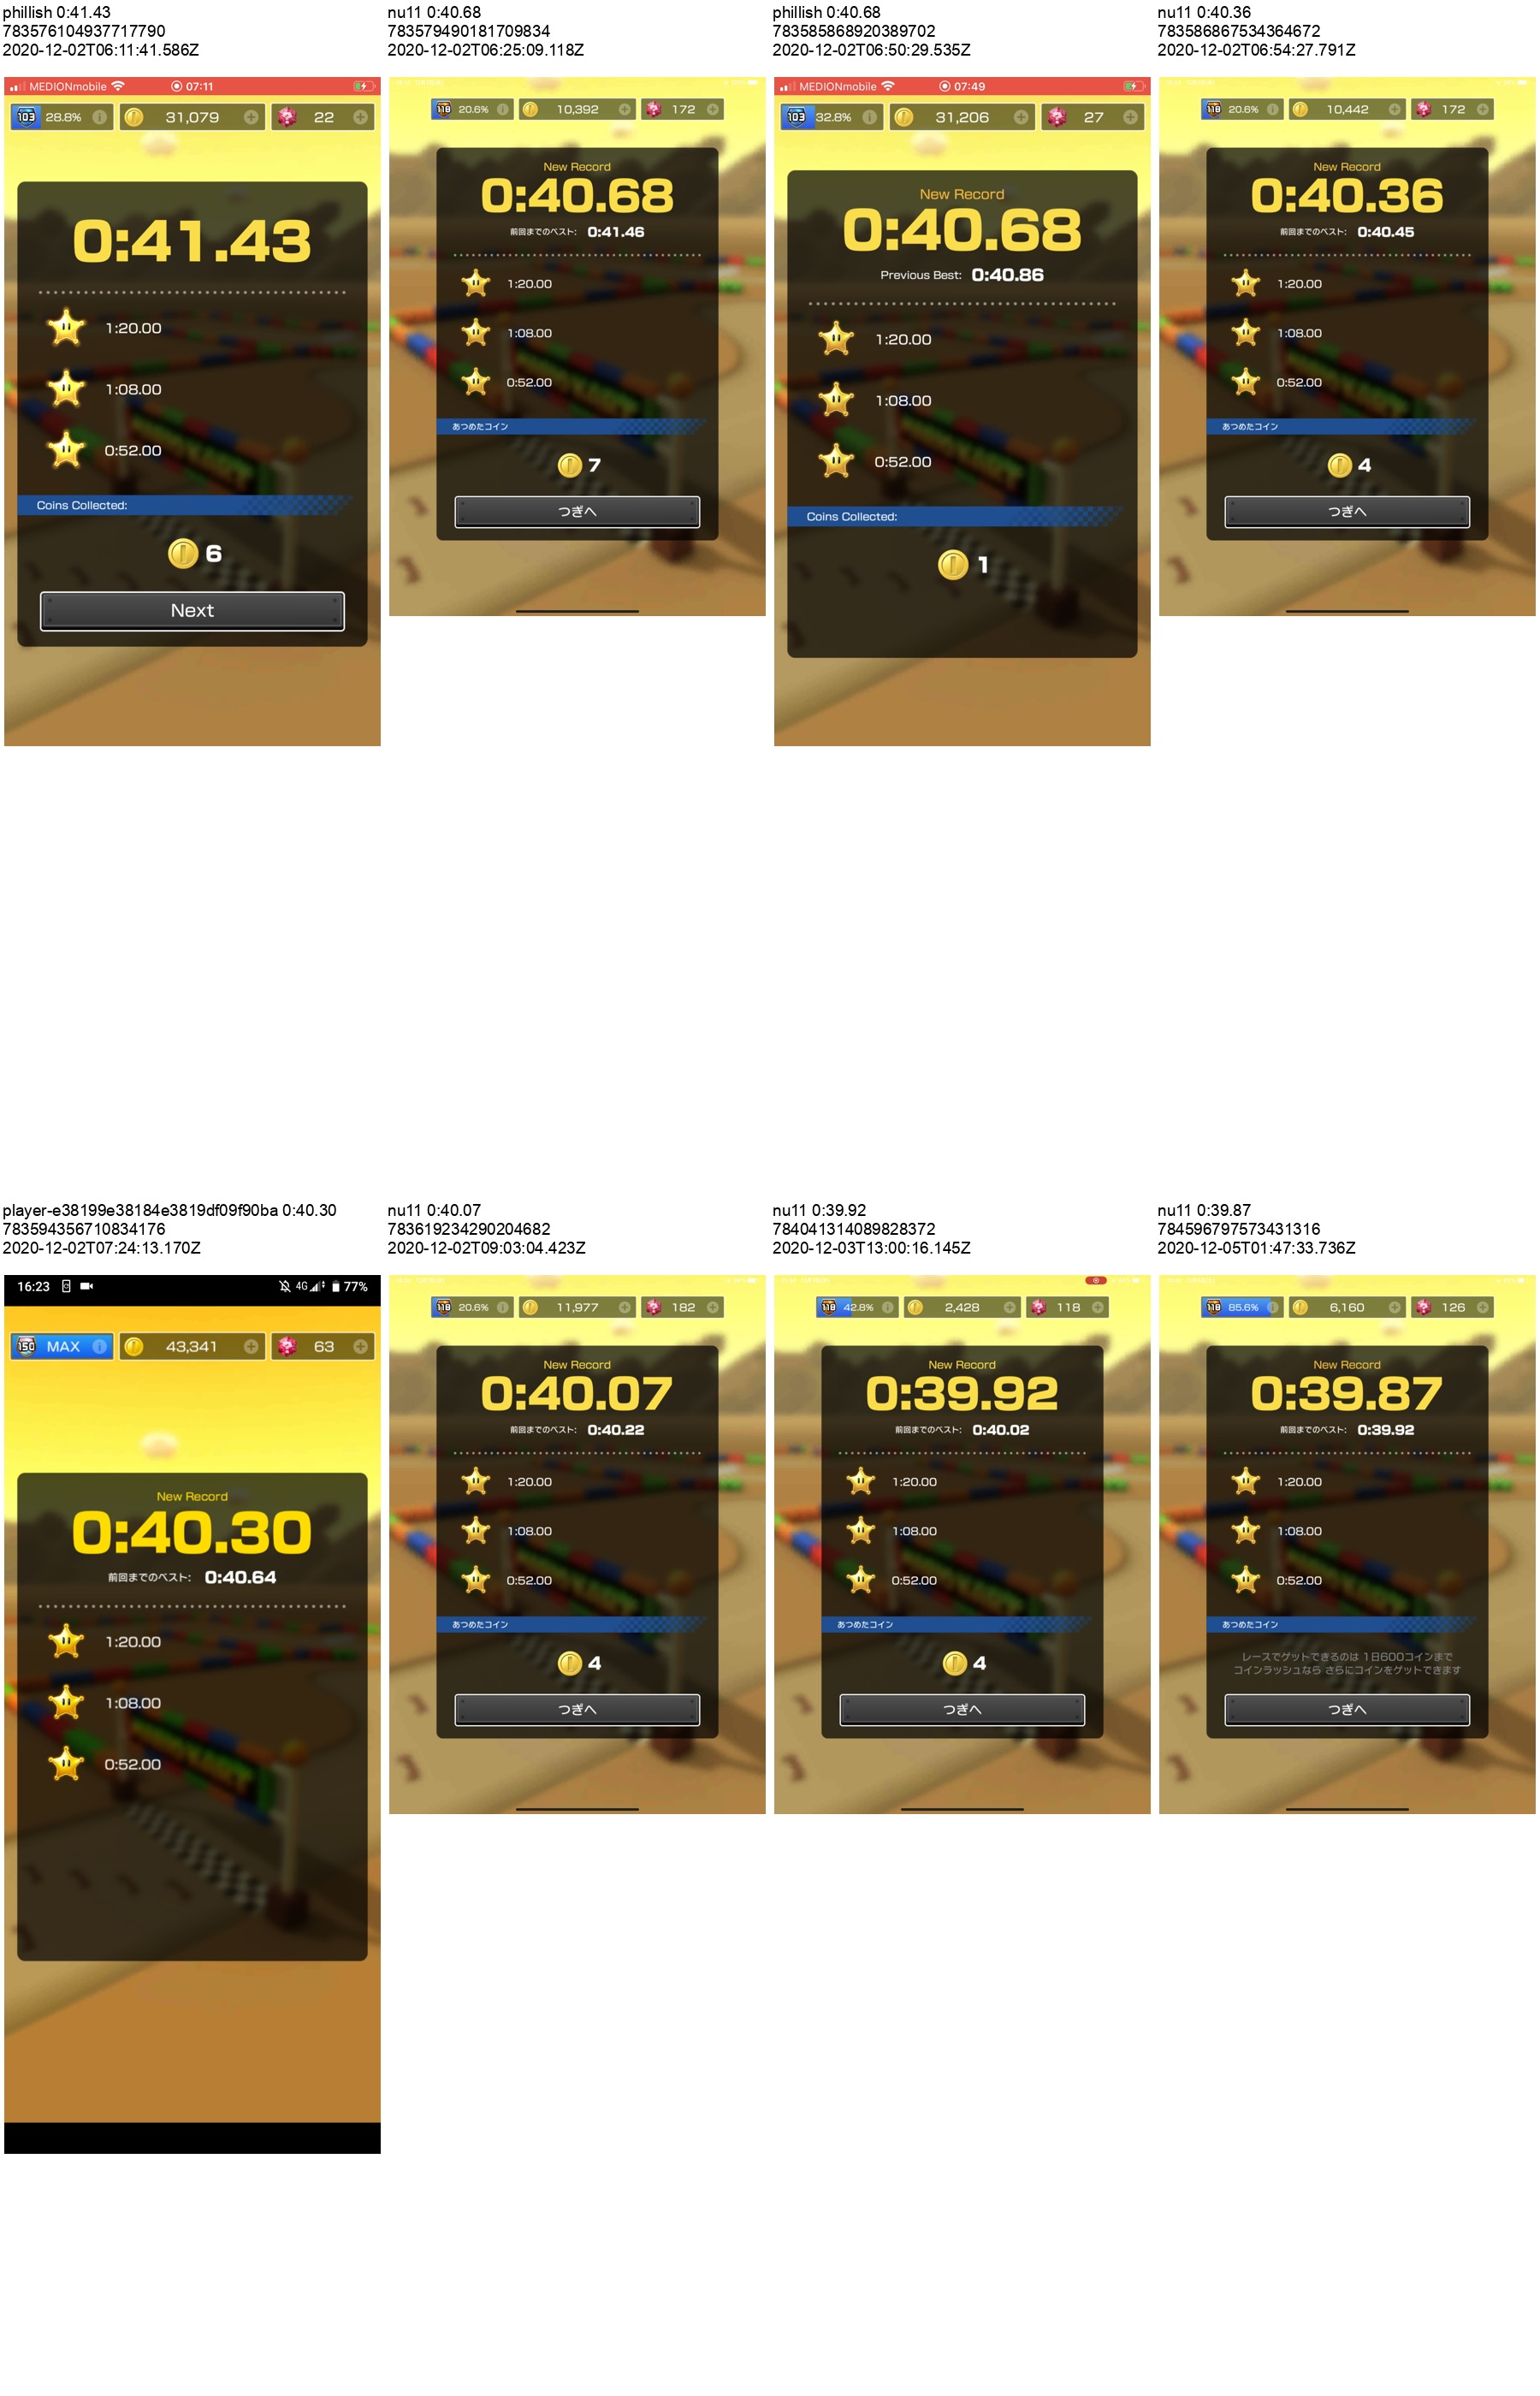 phillish 0:41.43
783576104937717790
2020-12-02T06:11:41.586Z
MEDIONmobile 07:11
103 28.8% 31,079 22
0:41.43
1:20.00
1:08.00
0:52.00
Coins Collected:
6
Next
nu11 0:40.68
783579490181709834
2020-12-02T06:25:09.118Z
118 20.6% 10,392 172
New Record
0:40.68
前回までのベスト: 0:41.46
1:20.00
1:08.00
0:52.00
あつめたコイン
7
つぎへ
phillish 0:40.68
783585868920389702
2020-12-02T06:50:29.535Z
MEDIONmobile 07:49
103 32.8% 31,206 27
New Record
0:40.68
Previous Best: 0:40.86
1:20.00
1:08.00
0:52.00
Coins Collected:
1
nu11 0:40.36
783586867534364672
2020-12-02T06:54:27.791Z
118 20.6% 10,442 172
New Record
0:40.36
前回までのベスト: 0:40.45
1:20.00
1:08.00
0:52.00
あつめたコイン
4
つぎへ
player-e38199e38184e3819df09f90ba 0:40.30
783594356710834176
2020-12-02T07:24:13.170Z
16:23 4G 77%
150 MAX 43,341 63
New Record
0:40.30
前回までのベスト: 0:40.64
1:20.00
1:08.00
0:52.00
nu11 0:40.07
783619234290204682
2020-12-02T09:03:04.423Z
118 20.6% 11,977 182
New Record
0:40.07
前回までのベスト: 0:40.22
1:20.00
1:08.00
0:52.00
あつめたコイン
4
つぎへ
nu11 0:39.92
784041314089828372
2020-12-03T13:00:16.145Z
118 42.8% 2,428 118
New Record
0:39.92
前回までのベスト: 0:40.02
1:20.00
1:08.00
0:52.00
あつめたコイン
4
つぎへ
nu11 0:39.87
784596797573431316
2020-12-05T01:47:33.736Z
118 85.6% 6,160 126
New Record
0:39.87
前回までのベスト: 0:39.92
1:20.00
1:08.00
0:52.00
あつめたコイン
レースでゲットできるのは 1日600コインまで
コインラッシュなら さらにコインをゲットできます
つぎへ